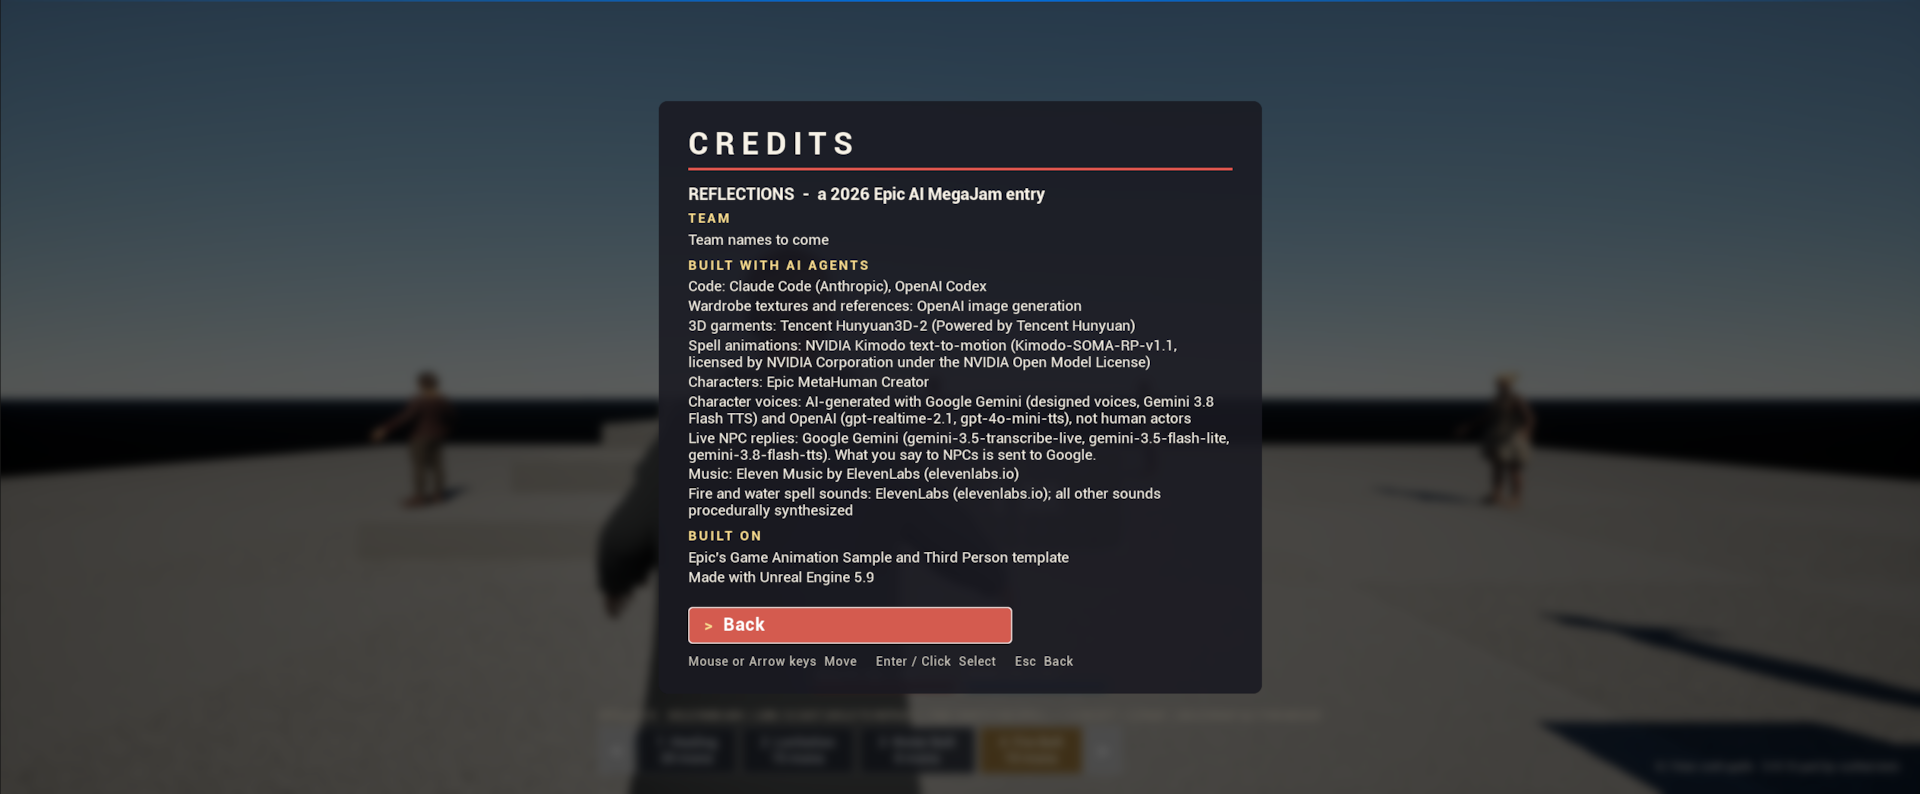 CREDITS
REFLECTIONS - a 2026 Epic AI MegaJam entry
TEAM
Team names to come
BUILT WITH AI AGENTS
Code: Claude Code (Anthropic), OpenAI Codex
Wardrobe textures and references: OpenAI image generation
3D garments: Tencent Hunyuan3D-2 (Powered by Tencent Hunyuan)
Spell animations: NVIDIA Kimodo text-to-motion (Kimodo-SOMA-RP-v1.1,
licensed by NVIDIA Corporation under the NVIDIA Open Model License)
Characters: Epic MetaHuman Creator
Character voices: AI-generated with Google Gemini (designed voices, Gemini 3.8
Flash TTS) and OpenAI (gpt-realtime-2.1, gpt-4o-mini-tts), not human actors
Live NPC replies: Google Gemini (gemini-3.5-transcribe-live, gemini-3.5-flash-lite,
gemini-3.8-flash-tts). What you say to NPCs is sent to Google.
Music: Eleven Music by ElevenLabs (elevenlabs.io)
Fire and water spell sounds: ElevenLabs (elevenlabs.io); all other sounds
procedurally synthesized
BUILT ON
Epic's Game Animation Sample and Third Person template
Made with Unreal Engine 5.9
> Back
Mouse or Arrow keys Move Enter / Click Select Esc Back